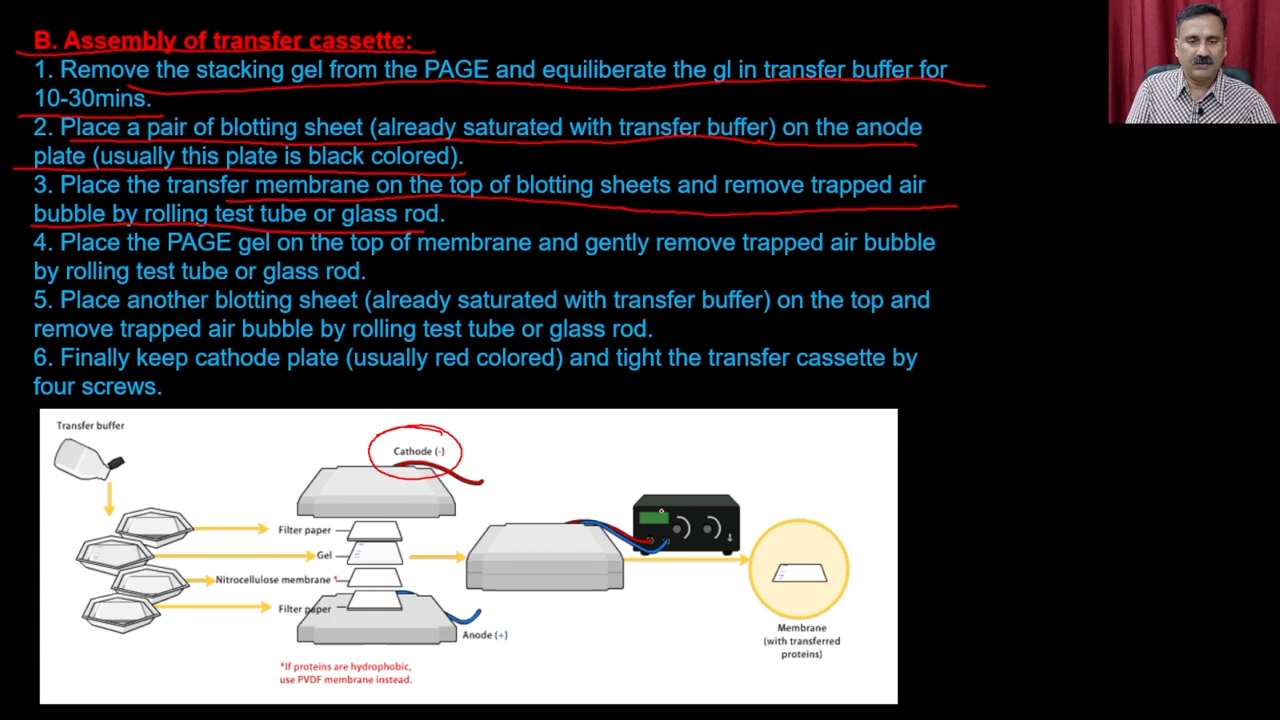 B. Assembly of transfer cassette:
1. Remove the stacking gel from the PAGE and equiliberate the gl in transfer buffer for
10-30mins.
2. Place a pair of blotting sheet (already saturated with transfer buffer) on the anode
plate (usually this plate is black colored).
3. Place the transfer membrane on the top of blotting sheets and remove trapped air
bubble by rolling test tube or glass rod.
4. Place the PAGE gel on the top of membrane and gently remove trapped air bubble
by rolling test tube or glass rod.
5. Place another blotting sheet (already saturated with transfer buffer) on the top and
remove trapped air bubble by rolling test tube or glass rod.
6. Finally keep cathode plate (usually red colored) and tight the transfer cassette by
four screws.
Transfer buffer
Cathode (-)
Filter paper
Gel
Nitrocellulose membrane *
Filter paper
Anode (+)
*If proteins are hydrophobic,
use PVDF membrane instead.
Membrane
(with transferred
proteins)